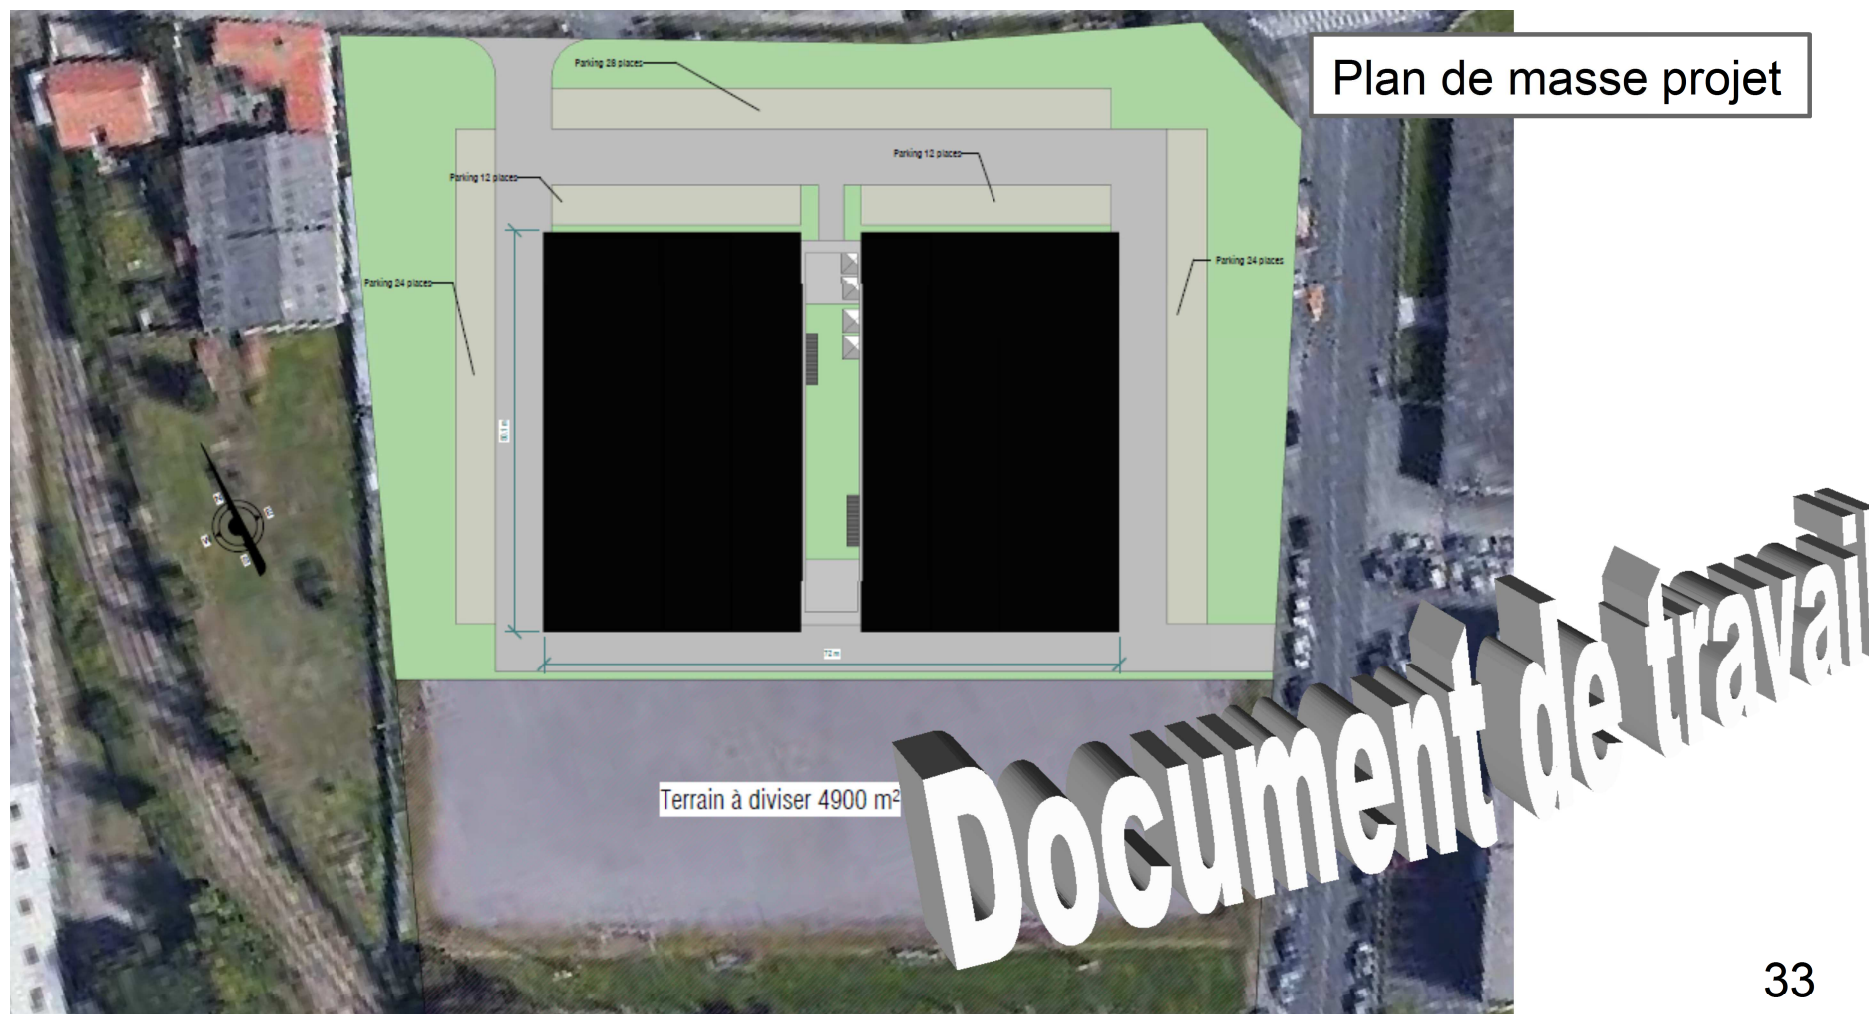 Plan de masse projet
Parking 28 places
Parking 12 places
Parking 12 places
Parking 24 places
Parking 24 places
72 m
Terrain à diviser 4900 m²
Document de travail
33